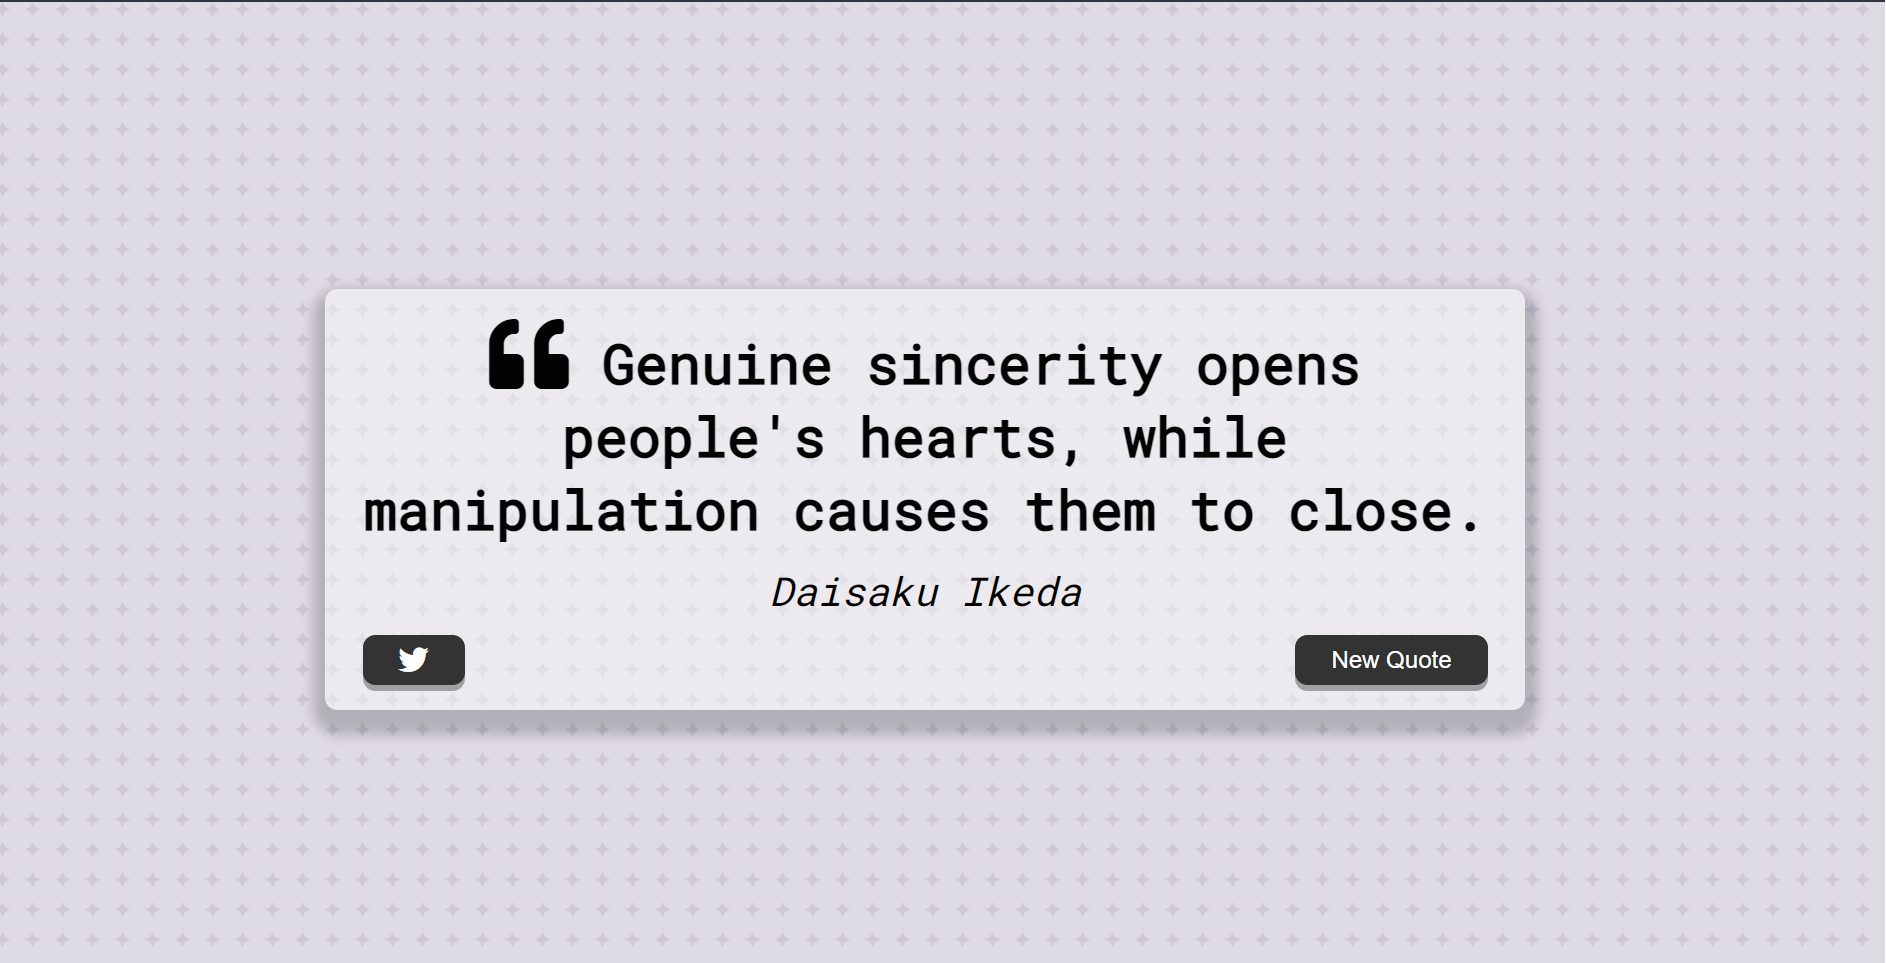 Genuine sincerity opens
people's hearts, while
manipulation causes them to close.
Daisaku Ikeda
New Quote